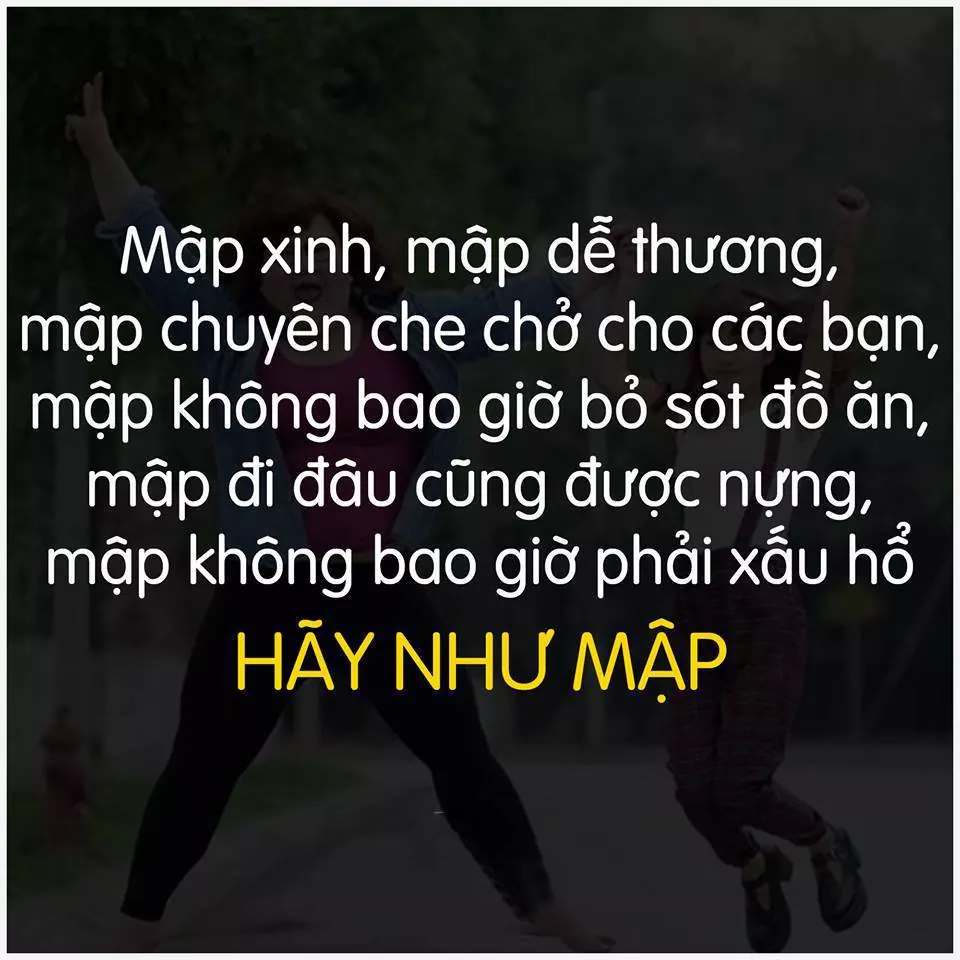 Mập xinh, mập dễ thương,
mập chuyên che chở cho các bạn,
mập không bao giờ bỏ sót đồ ăn,
mập đi đâu cũng được nựng,
mập không bao giờ phải xấu hổ
HÃY NHƯ MẬP